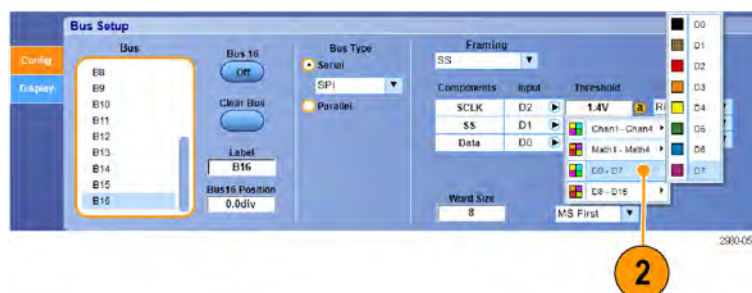 Bus Setup
Config
Display
Bus
B8
B9
B10
B11
B12
B13
B14
B15
B16
Bus 16
Off
Clear Bus
Label
B16
Bus16 Position
0.0div
Bus Type
Serial
SPI
Parallel
Framing
SS
Components Input Threshold
SCLK D2 1.4V a
SS D1
Data D0
Chan1 - Chan4
Math1 - Math4
D0 - D7
D8 - D15
Word Size
8
MS First
D0
D1
D2
D3
D4
D5
D6
D7
2
2980-05